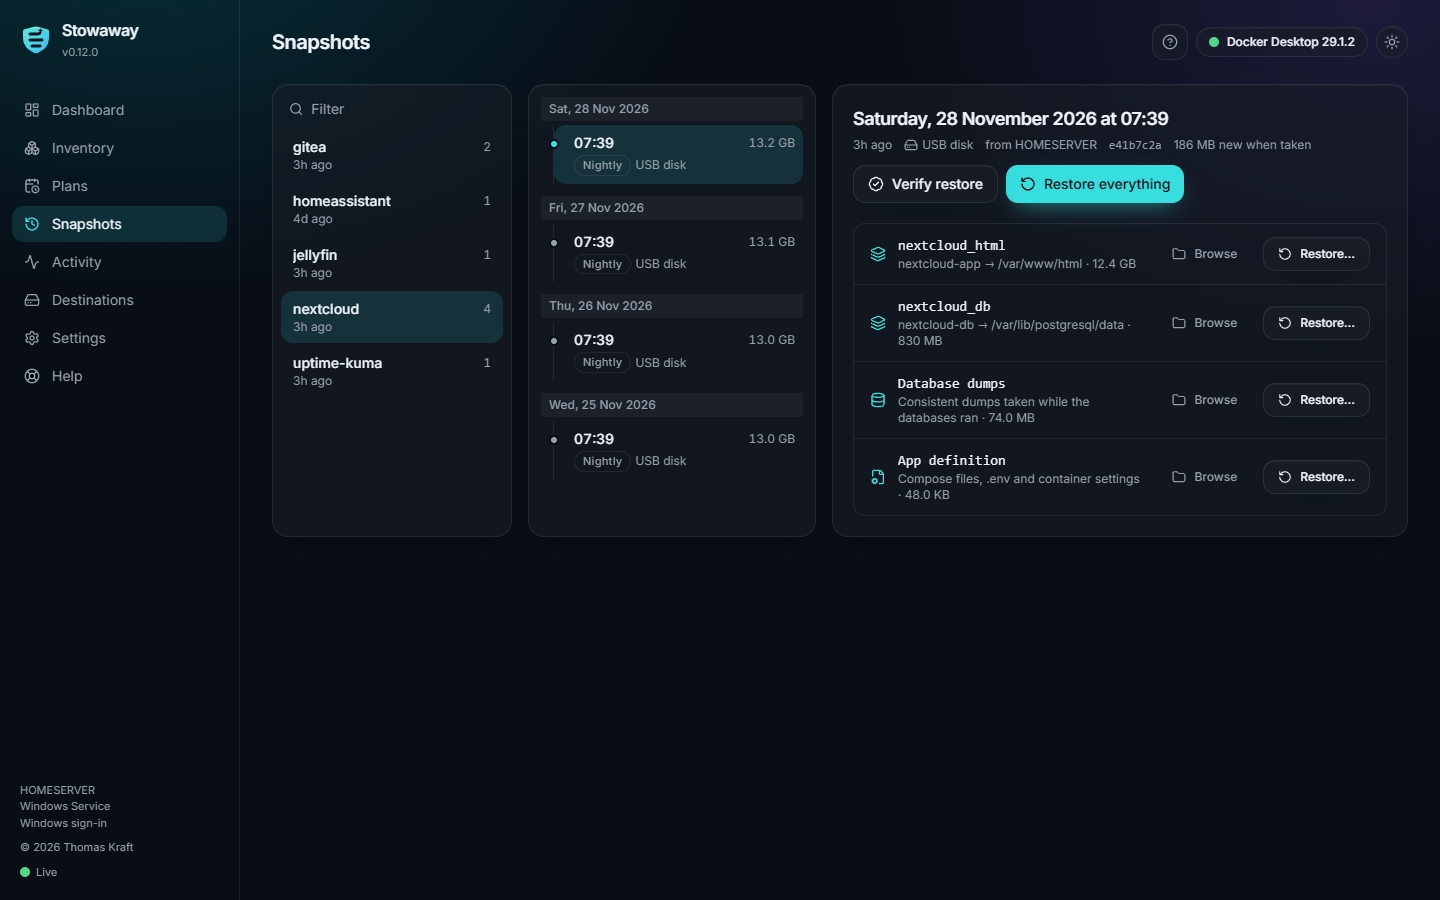 Stowaway
v0.12.0
Dashboard
Inventory
Plans
Snapshots
Activity
Destinations
Settings
Help
HOMESERVER
Windows Service
Windows sign-in
© 2026 Thomas Kraft
Live
Snapshots
Docker Desktop 29.1.2
Filter
gitea 2
3h ago
homeassistant 1
4d ago
jellyfin 1
3h ago
nextcloud 4
3h ago
uptime-kuma 1
3h ago
Sat, 28 Nov 2026
07:39 13.2 GB
Nightly USB disk
Fri, 27 Nov 2026
07:39 13.1 GB
Nightly USB disk
Thu, 26 Nov 2026
07:39 13.0 GB
Nightly USB disk
Wed, 25 Nov 2026
07:39 13.0 GB
Nightly USB disk
Saturday, 28 November 2026 at 07:39
3h ago USB disk from HOMESERVER e41b7c2a 186 MB new when taken
Verify restore Restore everything
nextcloud_html
nextcloud-app → /var/www/html · 12.4 GB
Browse Restore...
nextcloud_db
nextcloud-db → /var/lib/postgresql/data ·
830 MB
Browse Restore...
Database dumps
Consistent dumps taken while the
databases ran · 74.0 MB
Browse Restore...
App definition
Compose files, .env and container settings
· 48.0 KB
Browse Restore...